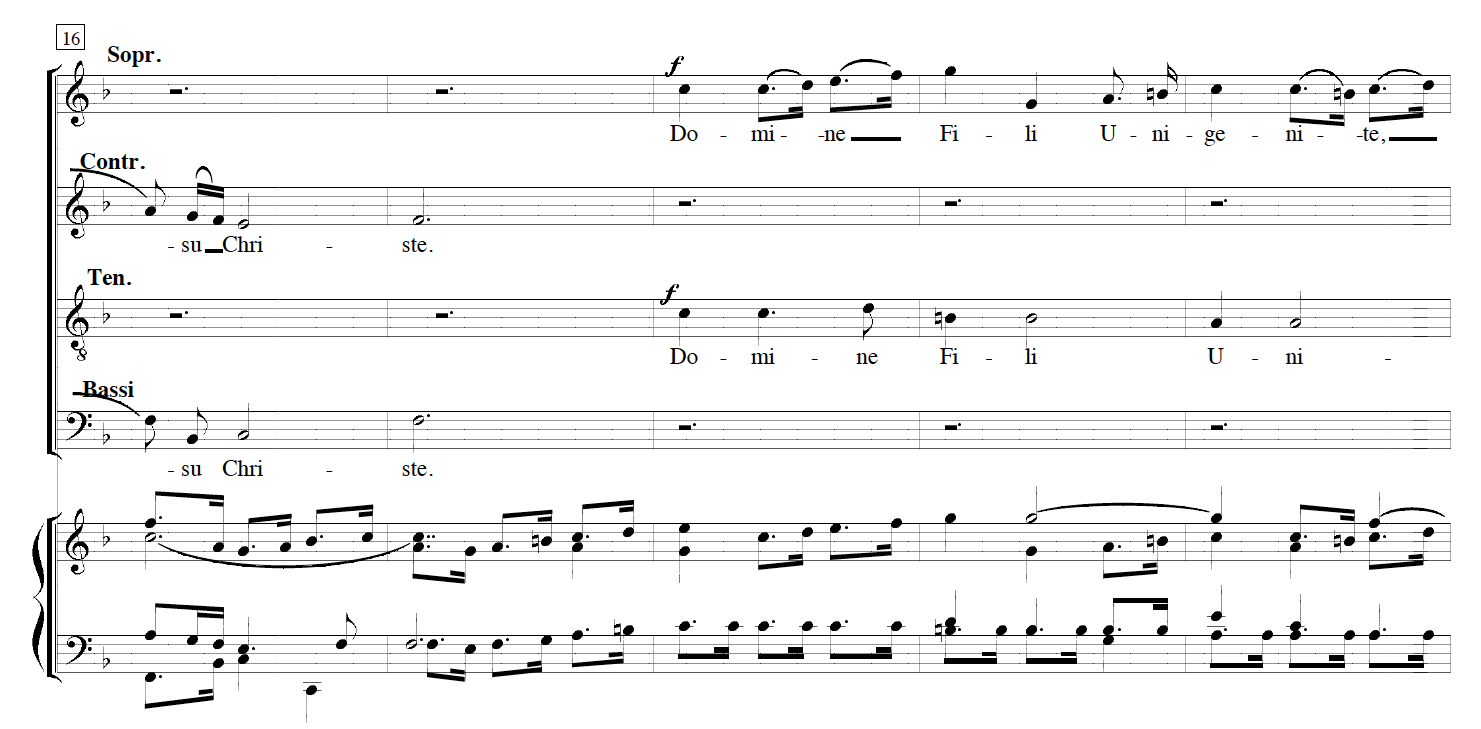 16
Sopr.
f
Do - mi - -ne Fi - li U - ni - -ge - ni - -te,
Contr.
- su Chri - ste.
Ten.
f
Do - mi - ne Fi - li U - ni -
8
Bassi
- su Chri - ste.